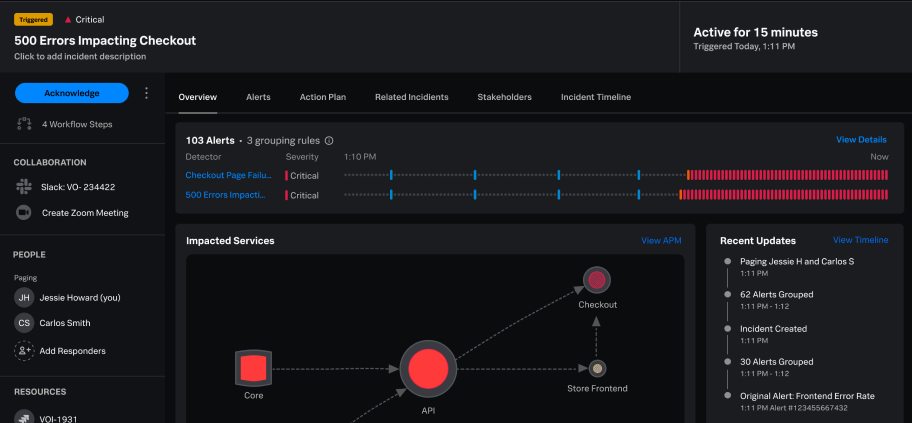 Triggered
Critical
500 Errors Impacting Checkout
Click to add incident description
Active for 15 minutes
Triggered Today, 1:11 PM
Acknowledge
4 Workflow Steps
COLLABORATION
Slack: VO- 234422
Create Zoom Meeting
PEOPLE
Paging
JH Jessie Howard (you)
CS Carlos Smith
Add Responders
RESOURCES
VOI-1931
Overview Alerts Action Plan Related Incidients Stakeholders Incident Timeline
103 Alerts • 3 grouping rules
View Details
Detector Severity 1:10 PM Now
Checkout Page Failu... Critical
500 Errors Impacti... Critical
Impacted Services
View APM
Checkout
Core
API
Store Frontend
Recent Updates
View Timeline
Paging Jessie H and Carlos S
1:11 PM
62 Alerts Grouped
1:11 PM - 1:12
Incident Created
1:11 PM
30 Alerts Grouped
1:11 PM - 1:12
Original Alert: Frontend Error Rate
1:11 PM Alert #123455667432